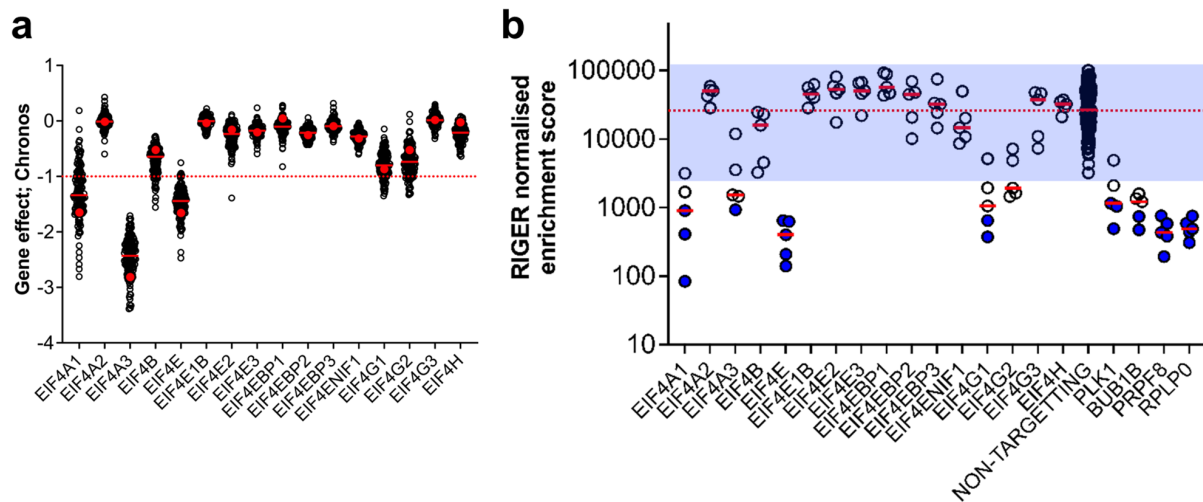 a
Gene effect; Chronos
1
0
-1
-2
-3
-4
EIF4A1
EIF4A2
EIF4A3
EIF4B
EIF4E
EIF4E1B
EIF4E2
EIF4E3
EIF4EBP1
EIF4EBP2
EIF4EBP3
EIF4ENIF1
EIF4G1
EIF4G2
EIF4G3
EIF4H
b
RIGER normalised
enrichment score
100000
10000
1000
100
10
EIF4A1
EIF4A2
EIF4A3
EIF4B
EIF4E
EIF4E1B
EIF4E2
EIF4E3
EIF4EBP1
EIF4EBP2
EIF4EBP3
EIF4ENIF1
EIF4G1
EIF4G2
EIF4G3
EIF4H
NON-TARGETTING
PLK1
BUB1B
PRPF8
RPLP0